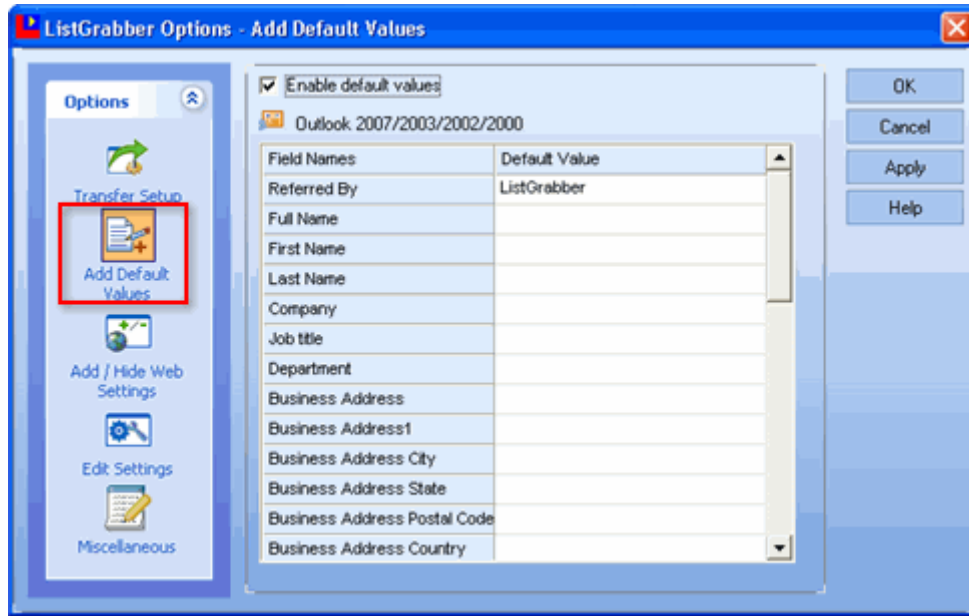 ListGrabber Options - Add Default Values
Options
Transfer Setup
Add Default
Values
Add / Hide Web
Settings
Edit Settings
Miscellaneous
Enable default values
Outlook 2007/2003/2002/2000
Field Names Default Value
Referred By ListGrabber
Full Name
First Name
Last Name
Company
Job title
Department
Business Address
Business Address1
Business Address City
Business Address State
Business Address Postal Code
Business Address Country
OK
Cancel
Apply
Help